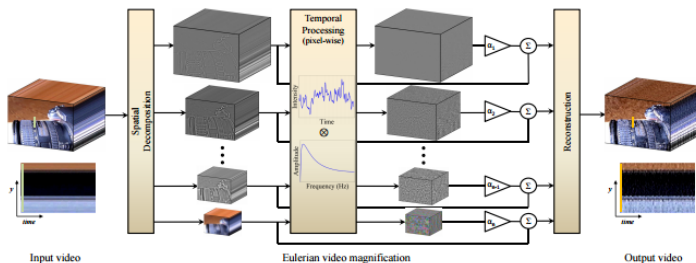 Temporal
Processing
(pixel-wise)
Spatial
Decomposition
Intensity
Time
⊗
Amplitude
Frequency (Hz)
α1
Σ
α2
Σ
αn-1
Σ
αn
Σ
Reconstruction
y
time
y
time
Input video
Eulerian video magnification
Output video